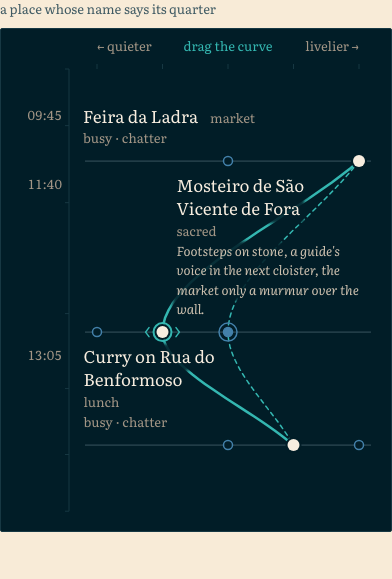 a place whose name says its quarter
← quieter drag the curve livelier →
09:45 Feira da Ladra market
busy · chatter
11:40 Mosteiro de São
Vicente de Fora
sacred
Footsteps on stone, a guide's
voice in the next cloister, the
market only a murmur over the
wall.
13:05 Curry on Rua do
Benformoso
lunch
busy · chatter